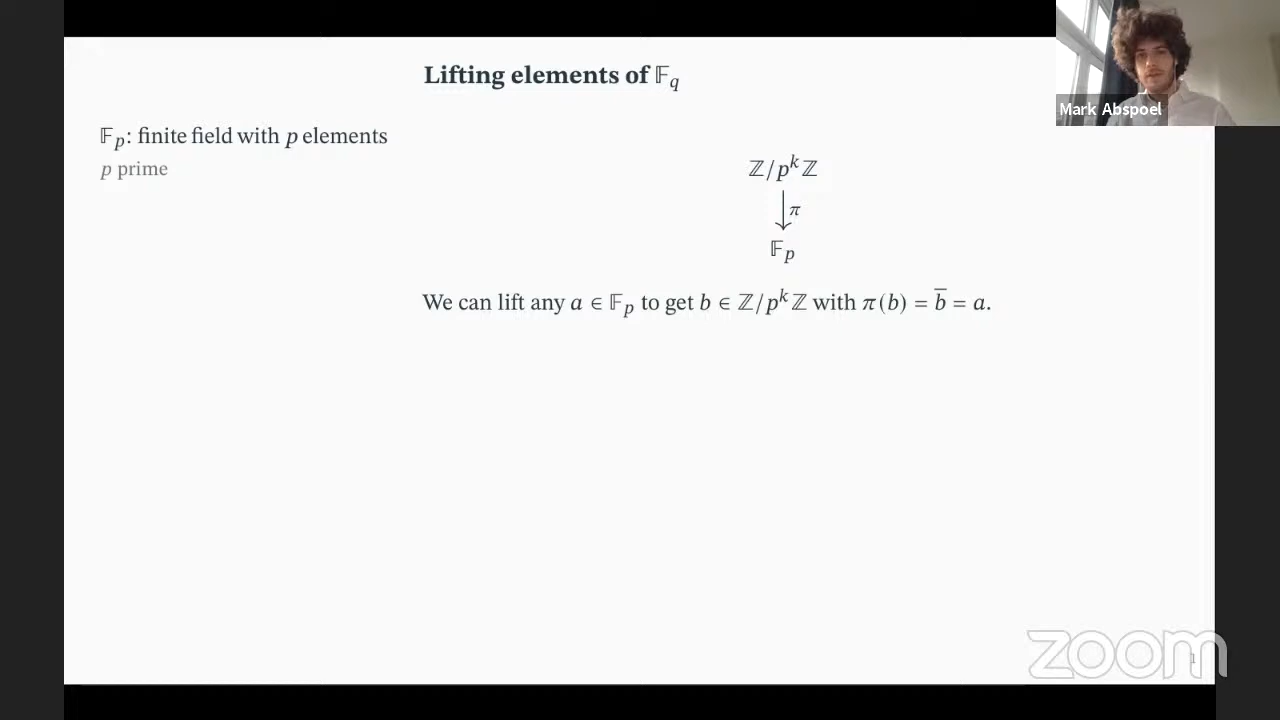 Lifting elements of 𝔽_q
Mark Abspoel
𝔽_p: finite field with p elements
p prime
ℤ/p^kℤ
↓π
𝔽_p
We can lift any a ∈ 𝔽_p to get b ∈ ℤ/p^kℤ with π(b) = b̅ = a.
zoom
1